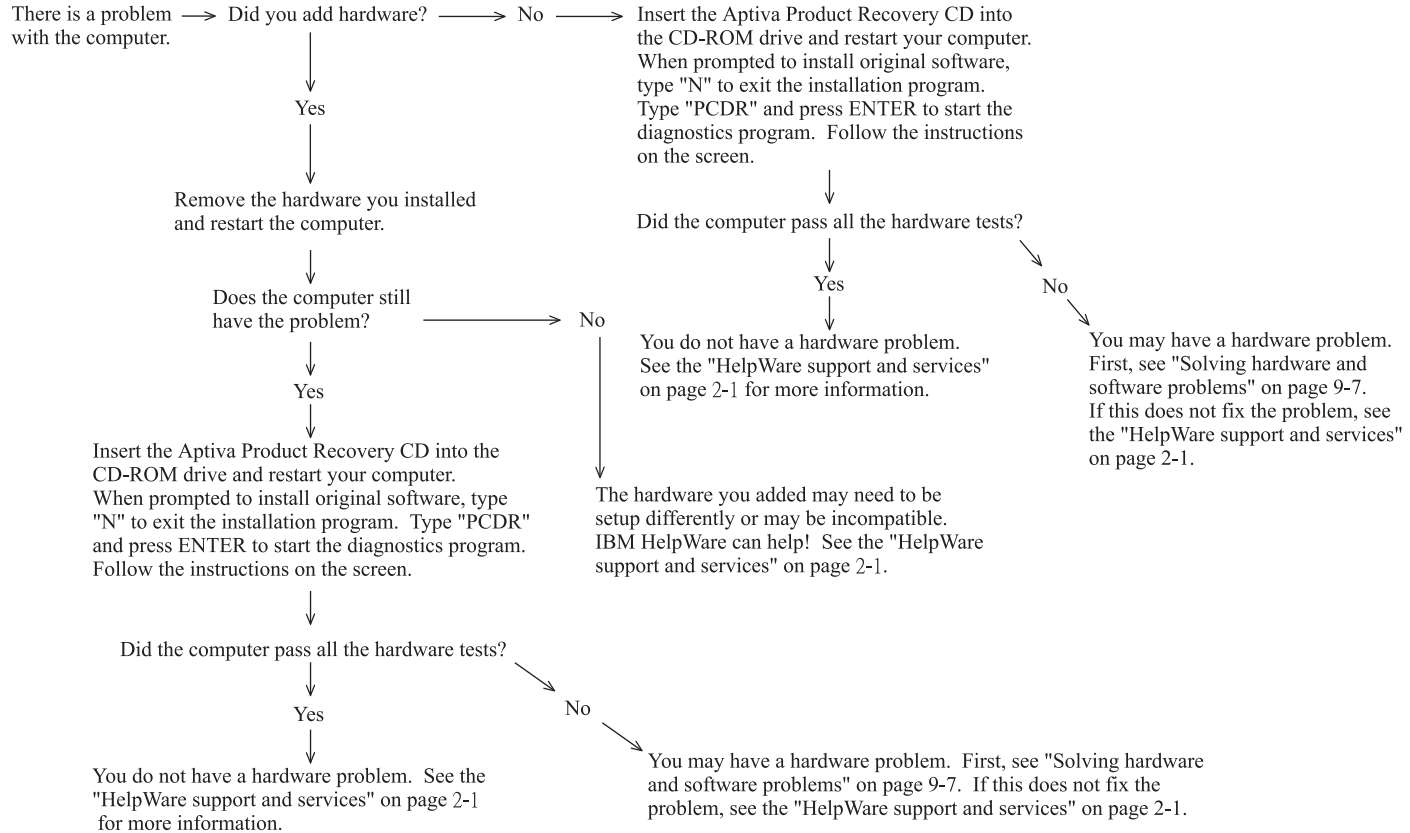 There is a problem
with the computer.
Did you add hardware?
No
Insert the Aptiva Product Recovery CD into
the CD-ROM drive and restart your computer.
When prompted to install original software,
type "N" to exit the installation program.
Type "PCDR" and press ENTER to start the
diagnostics program. Follow the instructions
on the screen.
Did the computer pass all the hardware tests?
Yes
You do not have a hardware problem.
See the "HelpWare support and services"
on page 2-1 for more information.
No
You may have a hardware problem.
First, see "Solving hardware and
software problems" on page 9-7.
If this does not fix the problem, see
the "HelpWare support and services"
on page 2-1.
Yes
Remove the hardware you installed
and restart the computer.
Does the computer still
have the problem?
No
The hardware you added may need to be
setup differently or may be incompatible.
IBM HelpWare can help! See the "HelpWare
support and services" on page 2-1.
Yes
Insert the Aptiva Product Recovery CD into the
CD-ROM drive and restart your computer.
When prompted to install original software, type
"N" to exit the installation program. Type "PCDR"
and press ENTER to start the diagnostics program.
Follow the instructions on the screen.
Did the computer pass all the hardware tests?
Yes
You do not have a hardware problem. See the
"HelpWare support and services" on page 2-1
for more information.
No
You may have a hardware problem. First, see "Solving hardware
and software problems" on page 9-7. If this does not fix the
problem, see the "HelpWare support and services" on page 2-1.